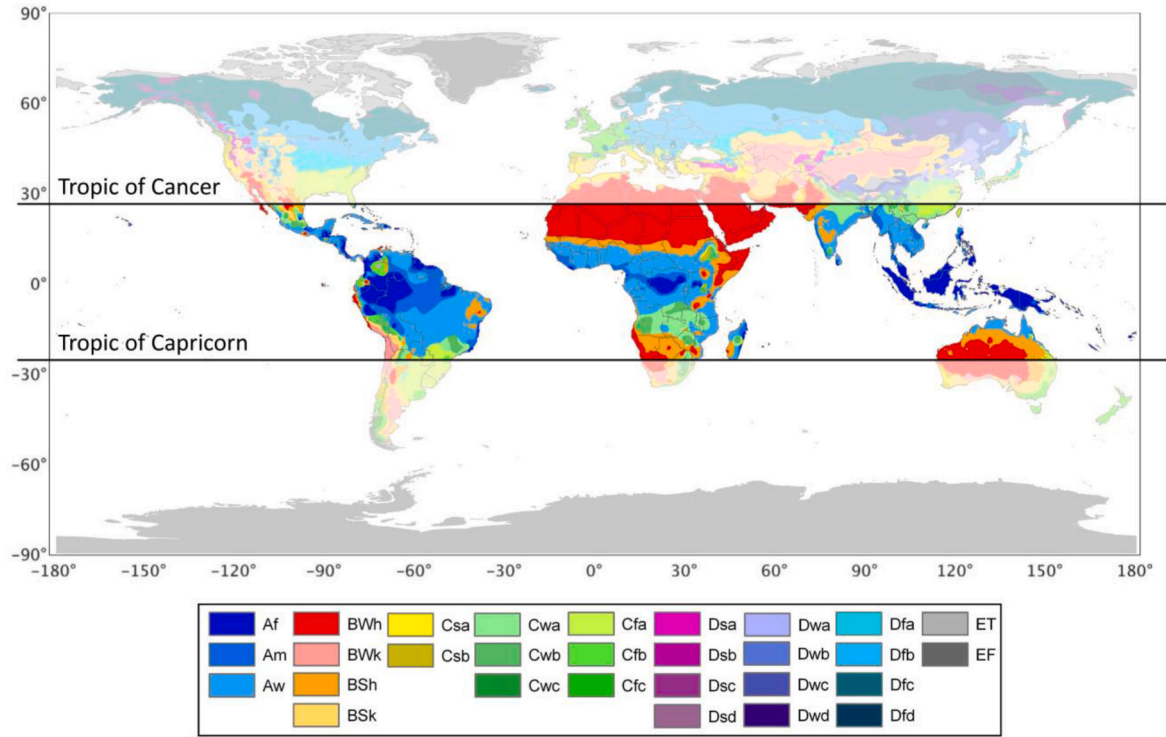 90°
60°
Tropic of Cancer
30°
0°
Tropic of Capricorn
−30°
−60°
−90°
−180° −150° −120° −90° −60° −30° 0° 30° 60° 90° 120° 150° 180°
Af BWh Csa Cwa Cfa Dsa Dwa Dfa ET
Am BWk Csb Cwb Cfb Dsb Dwb Dfb EF
Aw BSh Cwc Cfc Dsc Dwc Dfc
BSk Dsd Dwd Dfd